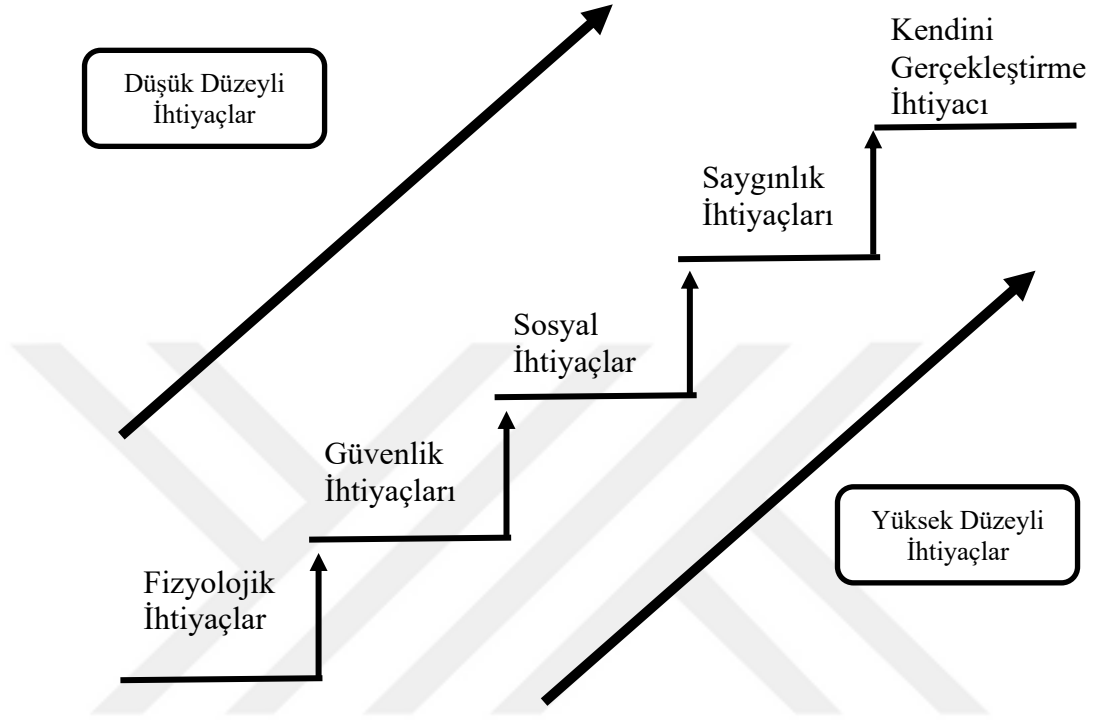 Kendini
Gerçekleştirme
İhtiyacı
Düşük Düzeyli
İhtiyaçlar
Saygınlık
İhtiyaçları
Sosyal
İhtiyaçlar
Güvenlik
İhtiyaçları
Yüksek Düzeyli
İhtiyaçlar
Fizyolojik
İhtiyaçlar